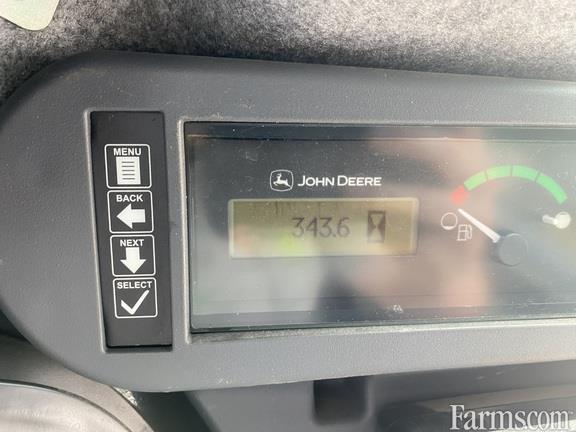 MENU
BACK
NEXT
SELECT
JOHN DEERE
343.6
Farms.com